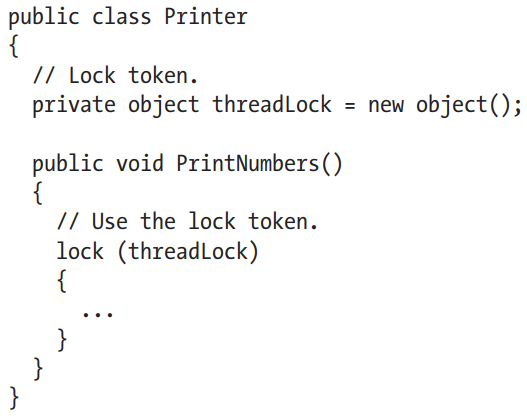 public class Printer
{
  // Lock token.
  private object threadLock = new object();

  public void PrintNumbers()
  {
    // Use the lock token.
    lock (threadLock)
    {
      ...
    }
  }
}